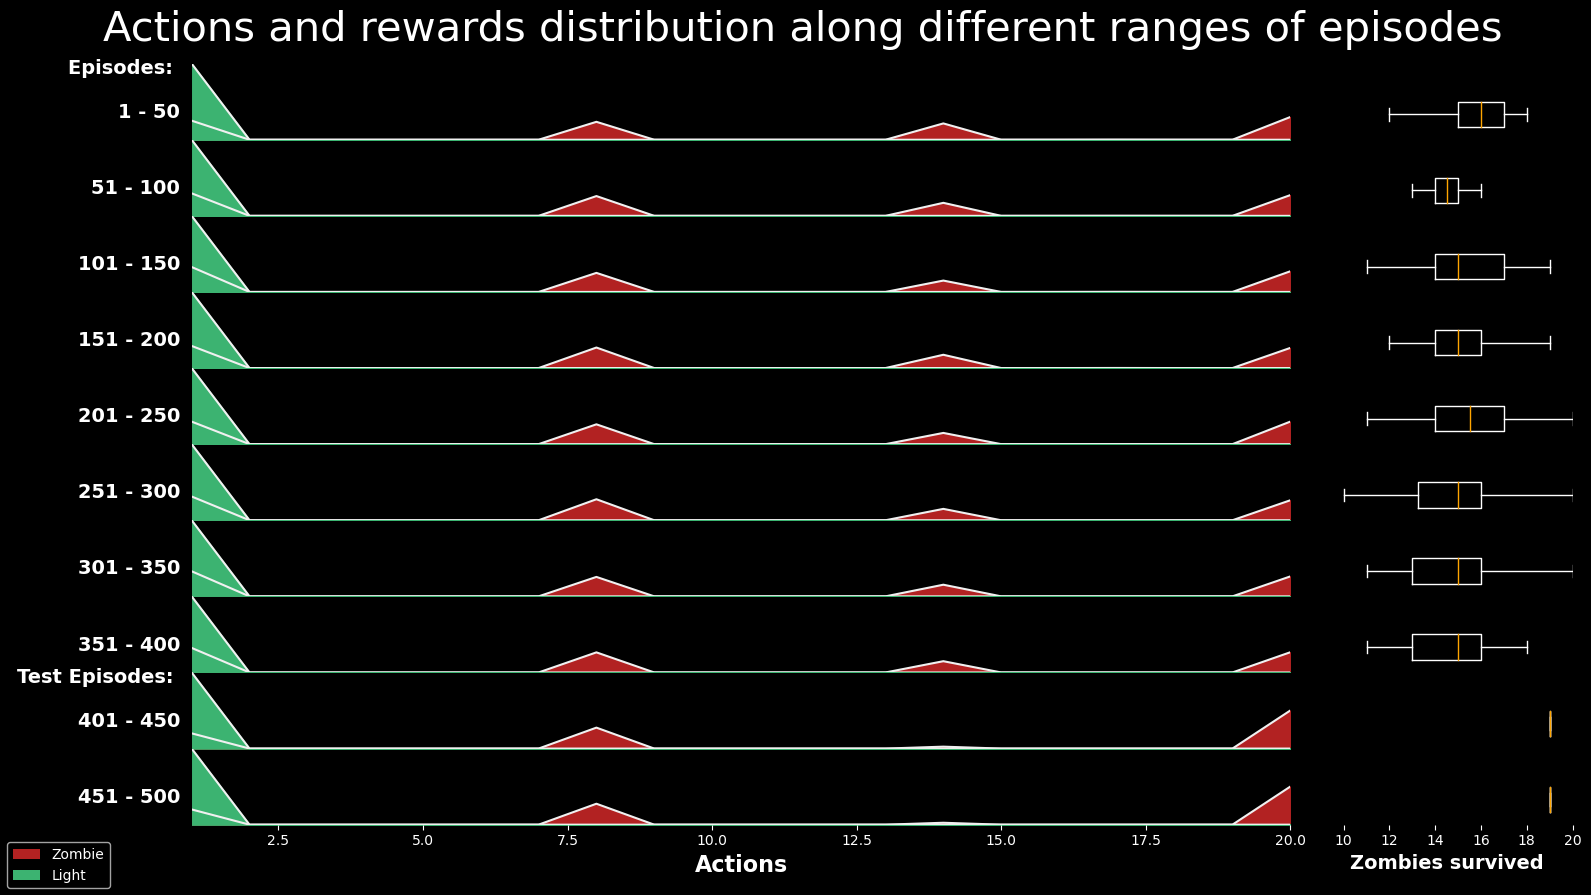 Actions and rewards distribution along different ranges of episodes
Episodes:
1 - 50
51 - 100
101 - 150
151 - 200
201 - 250
251 - 300
301 - 350
351 - 400
Test Episodes:
401 - 450
451 - 500
2.5 5.0 7.5 10.0 12.5 15.0 17.5 20.0
10 12 14 16 18 20
Actions
Zombies survived
Zombie
Light